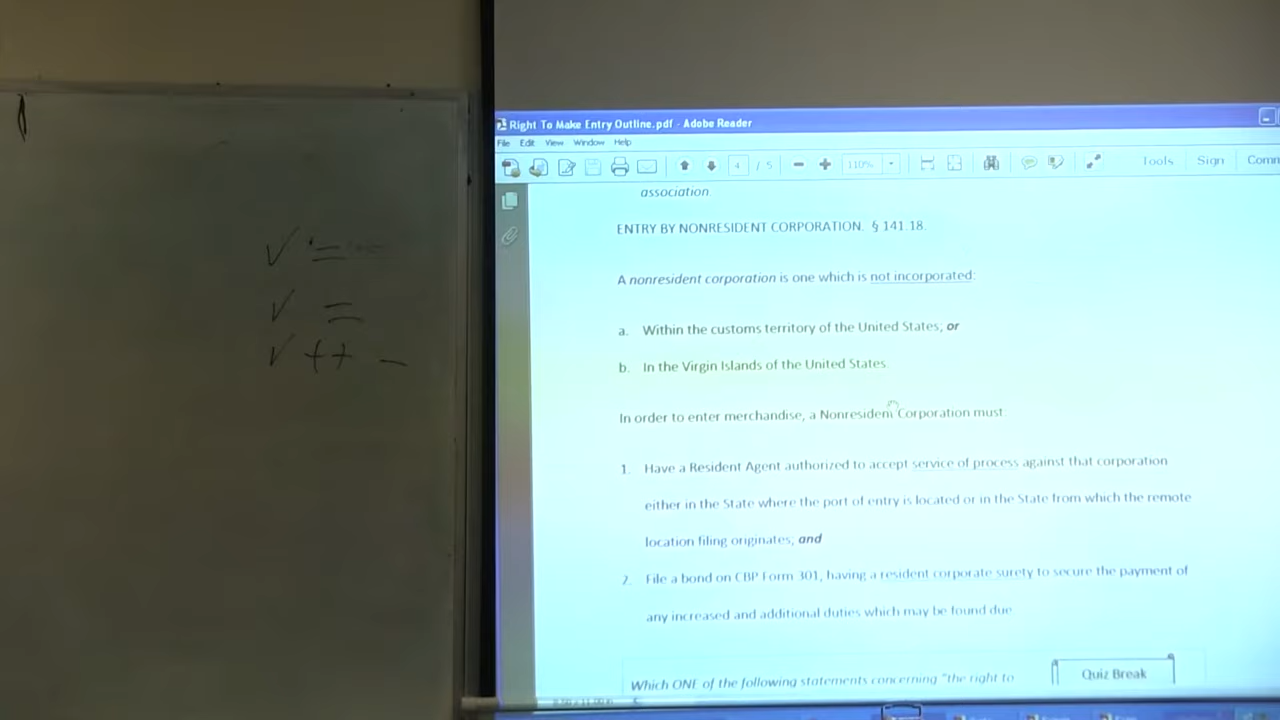 Right To Make Entry Outline.pdf - Adobe Reader
File Edit View Window Help
4 / 5 110% Tools Sign Comm
association.
ENTRY BY NONRESIDENT CORPORATION. § 141.18.
A nonresident corporation is one which is not incorporated:
a. Within the customs territory of the United States, or
b. In the Virgin Islands of the United States.
In order to enter merchandise, a Nonresident Corporation must:
1. Have a Resident Agent authorized to accept service of process against that corporation
either in the State where the port of entry is located or in the State from which the remote
location filing originates; and
2. File a bond on CBP Form 301, having a resident corporate surety to secure the payment of
any increased and additional duties which may be found due.
Which ONE of the following statements concerning "the right to
Quiz Break
✓ =
✓ =
✓ ++ -